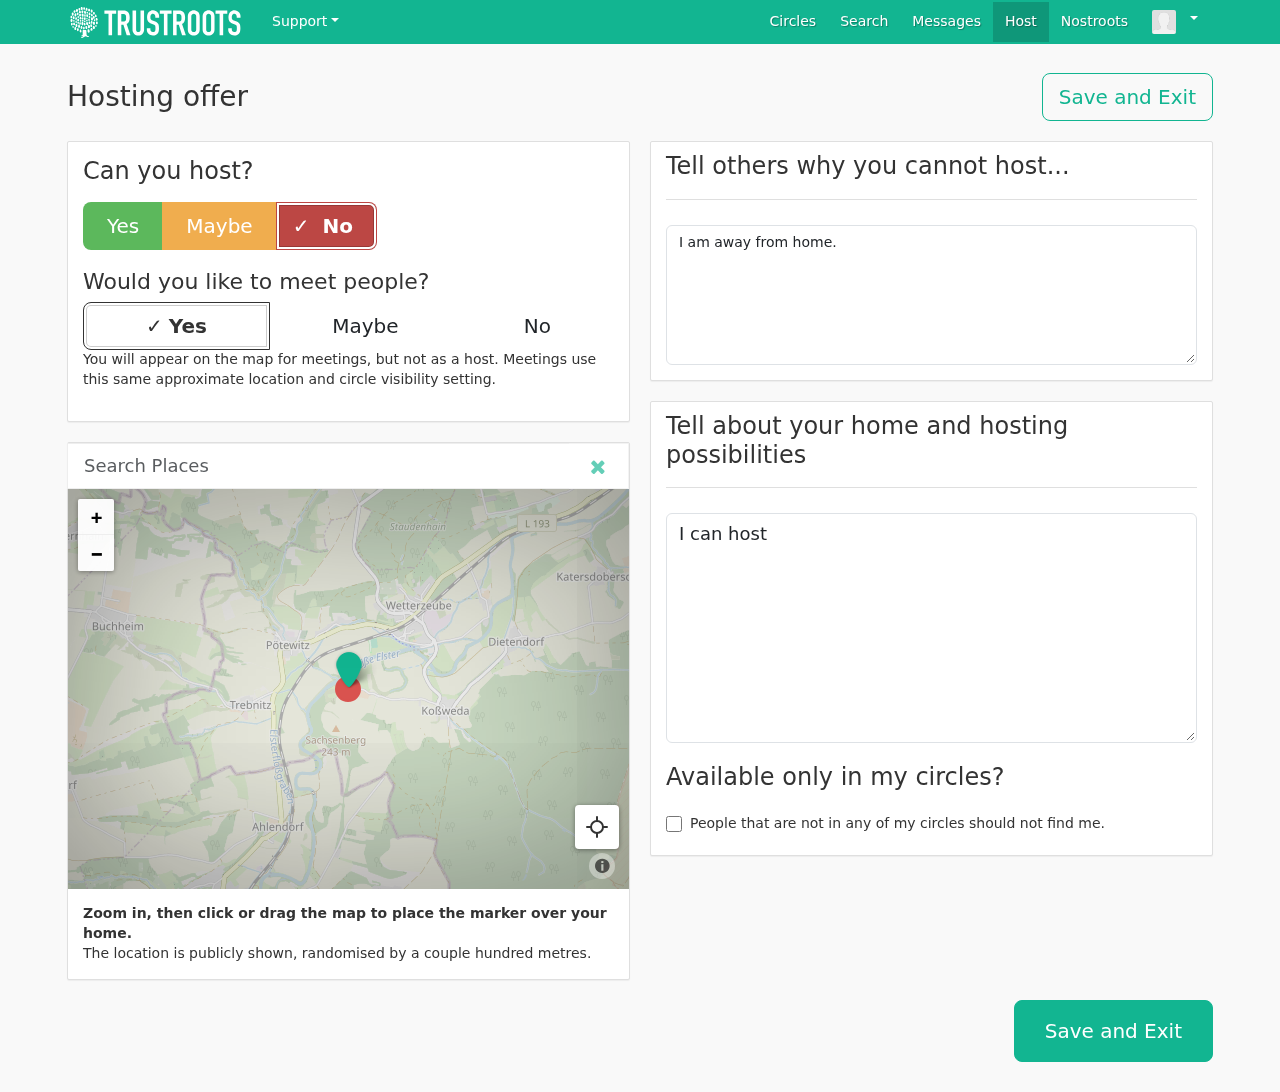 TRUSTROOTS
Support
Circles
Search
Messages
Host
Nostroots
Hosting offer
Save and Exit
Can you host?
Yes
Maybe
✓ No
Would you like to meet people?
✓ Yes
Maybe
No
You will appear on the map for meetings, but not as a host. Meetings use
this same approximate location and circle visibility setting.
Search Places
+
−
Staudenhain
L 193
Katersdobersc
Wetterzeube
Buchheim
Pötewitz
Dietendorf
ße Elster
Trebnitz
Koßweda
Sachsenberg
243 m
Elsterfloßgraben
rf
Ahlendorf
Zoom in, then click or drag the map to place the marker over your
home.
The location is publicly shown, randomised by a couple hundred metres.
Tell others why you cannot host...
I am away from home.
Tell about your home and hosting
possibilities
I can host
Available only in my circles?
People that are not in any of my circles should not find me.
Save and Exit